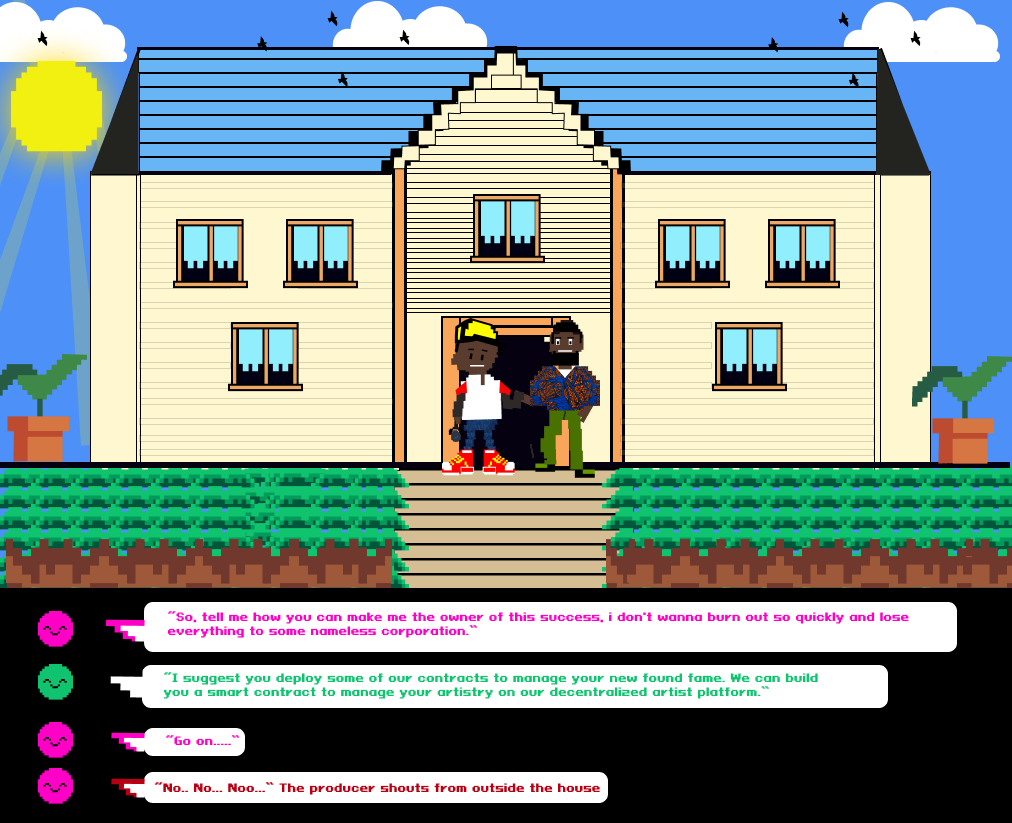 "So, tell me how you can make me the owner of this success, i don't wanna burn out so quickly and lose
everything to some nameless corporation."
"I suggest you deploy some of our contracts to manage your new found fame. We can build
you a smart contract to manage your artistry on our decentralized artist platform."
"Go on....."
"No.. No... Noo..." The producer shouts from outside the house